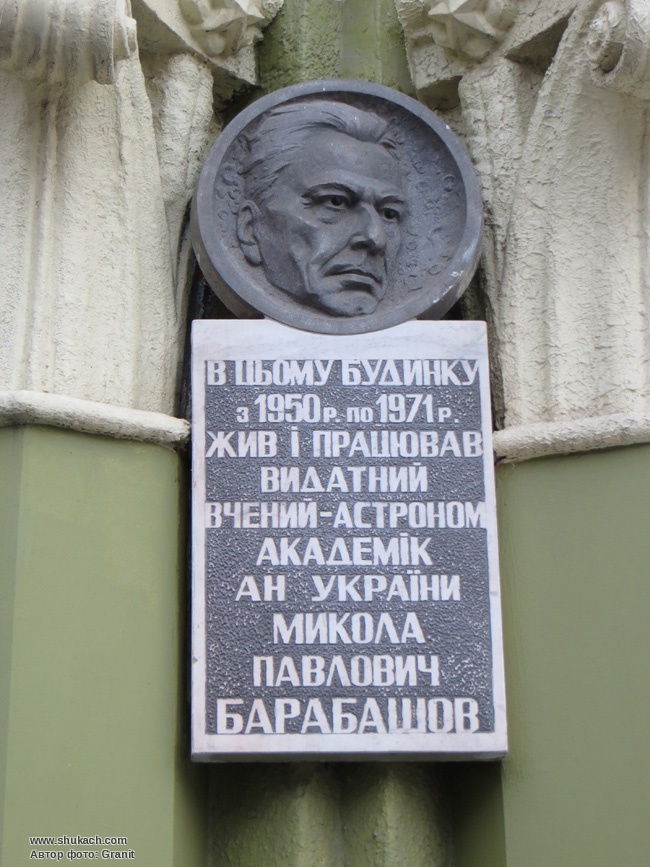 В ЦЬОМУ БУДИНКУ
з 1950 Р. ПО 1971 Р.
ЖИВ І ПРАЦЮВАВ
ВИДАТНИЙ
ВЧЕНИЙ-АСТРОНОМ
АКАДЕМІК
АН УКРАЇНИ
МИКОЛА
ПАВЛОВИЧ
БАРАБАШОВ
www.shukach.com
Автор фото: Granit